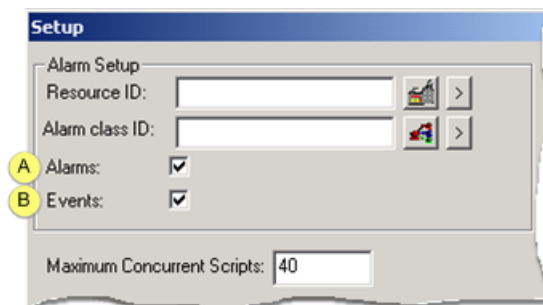 Setup
Alarm Setup
Resource ID: >
Alarm class ID: >
A Alarms:
B Events:
Maximum Concurrent Scripts: 40